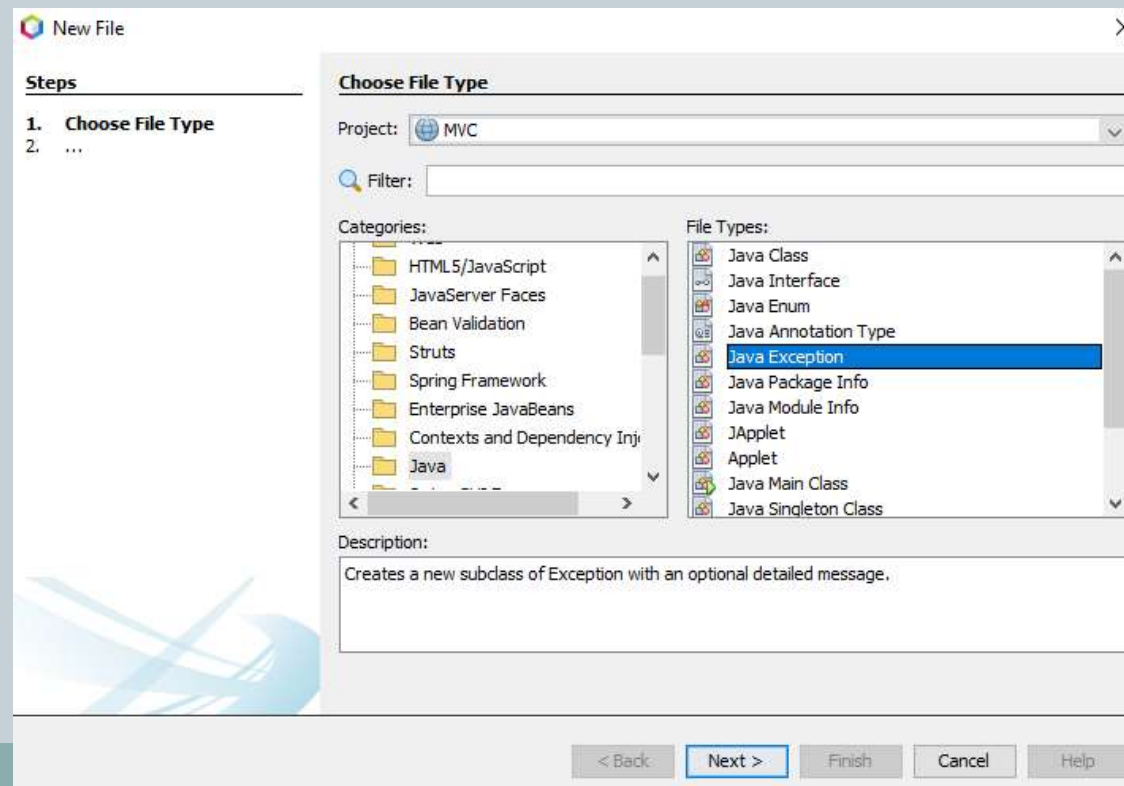 New File
Steps
1. Choose File Type
2. ...
Choose File Type
Project: MVC
Filter:
Categories:
HTML5/JavaScript
JavaServer Faces
Bean Validation
Struts
Spring Framework
Enterprise JavaBeans
Contexts and Dependency Inj
Java
File Types:
Java Class
Java Interface
Java Enum
Java Annotation Type
Java Exception
Java Package Info
Java Module Info
JApplet
Applet
Java Main Class
Java Singleton Class
Description:
Creates a new subclass of Exception with an optional detailed message.
< Back Next > Finish Cancel Help